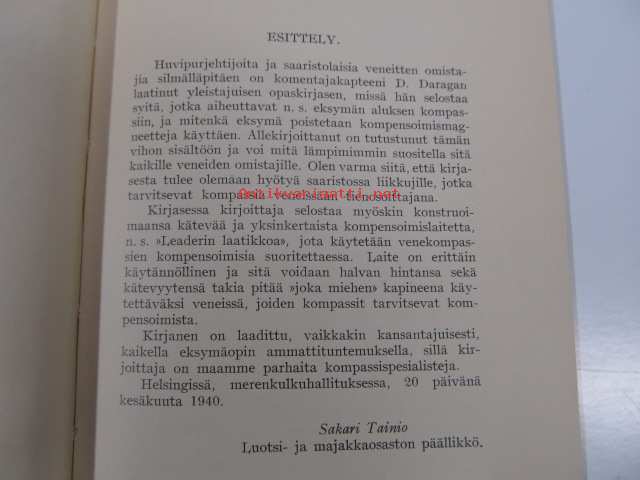 ESITTELY.
Huvipurjehtijoita ja saaristolaisia veneitten omista-
jia silmälläpitäen on komentajakapteeni D. Daragan
laatinut yleistajuisen opaskirjasen, missä hän selostaa
syitä, jotka aiheuttavat n. s. eksymän aluksen kompas-
siin, ja mitenkä eksymä poistetaan kompensoimismag-
neetteja käyttäen. Allekirjoittanut on tutustunut tämän
vihon sisältöön ja voi mitä lämpimimmin suositella sitä
kaikille veneiden omistajille. Olen varma siitä, että kirja-
sesta tulee olemaan hyötyä saaristossa liikkujille, jotka
tarvitsevat kompassia veneissään tienosoittajana.
Antikvariaatti.net
Kirjasessa kirjoittaja selostaa myöskin konstruoi-
maansa kätevää ja yksinkertaista kompensoimislaitetta,
n. s. »Leaderin laatikkoa», jota käytetään venekompas-
sien kompensoimisia suoritettaessa. Laite on erittäin
käytännöllinen ja sitä voidaan halvan hintansa sekä
kätevyytensä takia pitää »joka miehen» kapineena käy-
tettäväksi veneissä, joiden kompassit tarvitsevat kom-
pensoimista.
Kirjanen on laadittu, vaikkakin kansantajuisesti,
kaikella eksymäopin ammattituntemuksella, sillä kir-
joittaja on maamme parhaita kompassispesialisteja.
Helsingissä, merenkulkuhallituksessa, 20 päivänä
kesäkuuta 1940.
Sakari Tainio
Luotsi- ja majakkaosaston päällikkö.